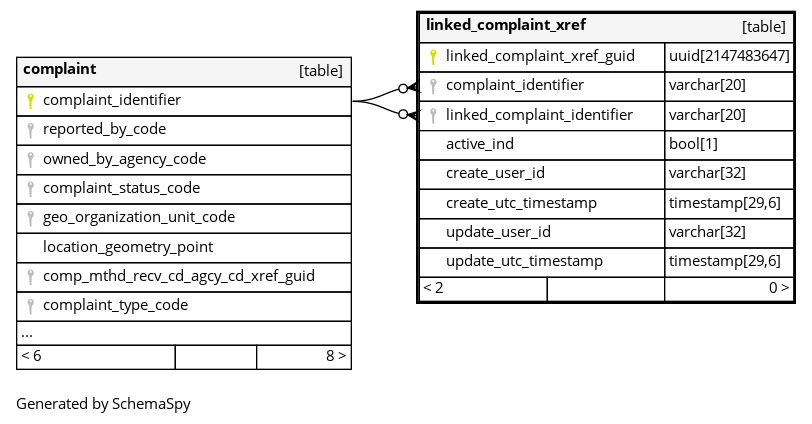 linked_complaint_xref [table]
linked_complaint_xref_guid uuid[2147483647]
complaint_identifier varchar[20]
linked_complaint_identifier varchar[20]
active_ind bool[1]
create_user_id varchar[32]
create_utc_timestamp timestamp[29,6]
update_user_id varchar[32]
update_utc_timestamp timestamp[29,6]
< 2 0 >
complaint [table]
complaint_identifier
reported_by_code
owned_by_agency_code
complaint_status_code
geo_organization_unit_code
location_geometry_point
comp_mthd_recv_cd_agcy_cd_xref_guid
complaint_type_code
...
< 6 8 >
Generated by SchemaSpy